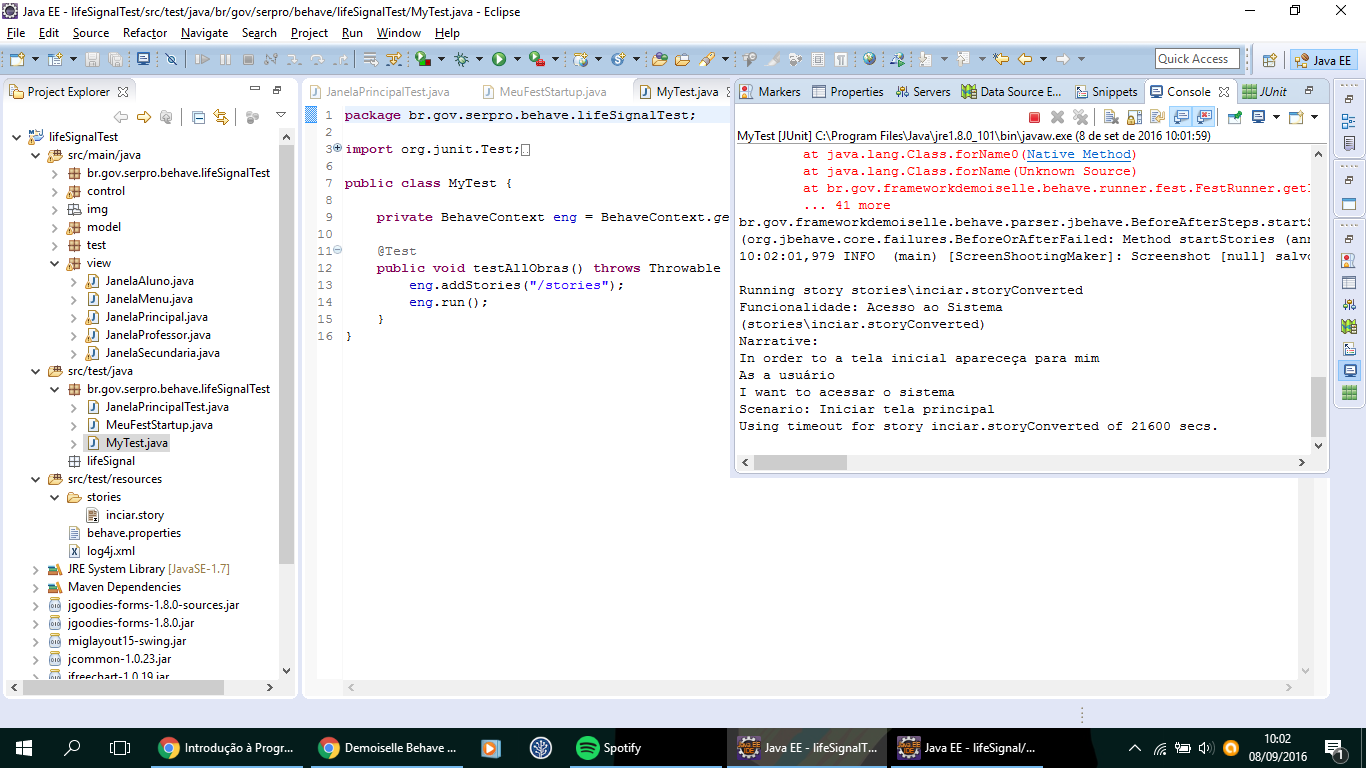 Java EE - lifeSignalTest/src/test/java/br/gov/serpro/behave/lifeSignalTest/MyTest.java - Eclipse
File Edit Source Refactor Navigate Search Project Run Window Help
Quick Access
Java EE
Project Explorer
lifeSignalTest
src/main/java
br.gov.serpro.behave.lifeSignalTest
control
img
model
test
view
JanelaAluno.java
JanelaMenu.java
JanelaPrincipal.java
JanelaProfessor.java
JanelaSecundaria.java
src/test/java
br.gov.serpro.behave.lifeSignalTest
JanelaPrincipalTest.java
MeuFestStartup.java
MyTest.java
lifeSignal
src/test/resources
stories
inciar.story
behave.properties
log4j.xml
JRE System Library [JavaSE-1.7]
Maven Dependencies
jgoodies-forms-1.8.0-sources.jar
jgoodies-forms-1.8.0.jar
miglayout15-swing.jar
jcommon-1.0.23.jar
jfreechart-1.0.19.jar
JanelaPrincipalTest.java MeuFestStartup.java MyTest.java
1 package br.gov.serpro.behave.lifeSignalTest;
2
3 import org.junit.Test;
6
7 public class MyTest {
8
9 private BehaveContext eng = BehaveContext.ge
10
11 @Test
12 public void testAllObras() throws Throwable
13 eng.addStories("/stories");
14 eng.run();
15 }
16 }
Markers Properties Servers Data Source E... Snippets Console JUnit
MyTest [JUnit] C:\Program Files\Java\jre1.8.0_101\bin\javaw.exe (8 de set de 2016 10:01:59)
at java.lang.Class.forName0(Native Method)
at java.lang.Class.forName(Unknown Source)
at br.gov.frameworkdemoiselle.behave.runner.fest.FestRunner.getI
... 41 more
br.gov.frameworkdemoiselle.behave.parser.jbehave.BeforeAfterSteps.startS
(org.jbehave.core.failures.BeforeOrAfterFailed: Method startStories (ann
10:02:01,979 INFO (main) [ScreenShootingMaker]: Screenshot [null] salvo
Running story stories\inciar.storyConverted
Funcionalidade: Acesso ao Sistema
(stories\inciar.storyConverted)
Narrative:
In order to a tela inicial apareceça para mim
As a usuário
I want to acessar o sistema
Scenario: Iniciar tela principal
Using timeout for story inciar.storyConverted of 21600 secs.
Introdução à Progr...
Demoiselle Behave ...
Spotify
Java EE - lifeSignalT...
Java EE - lifeSignal/...
10:02
08/09/2016
1